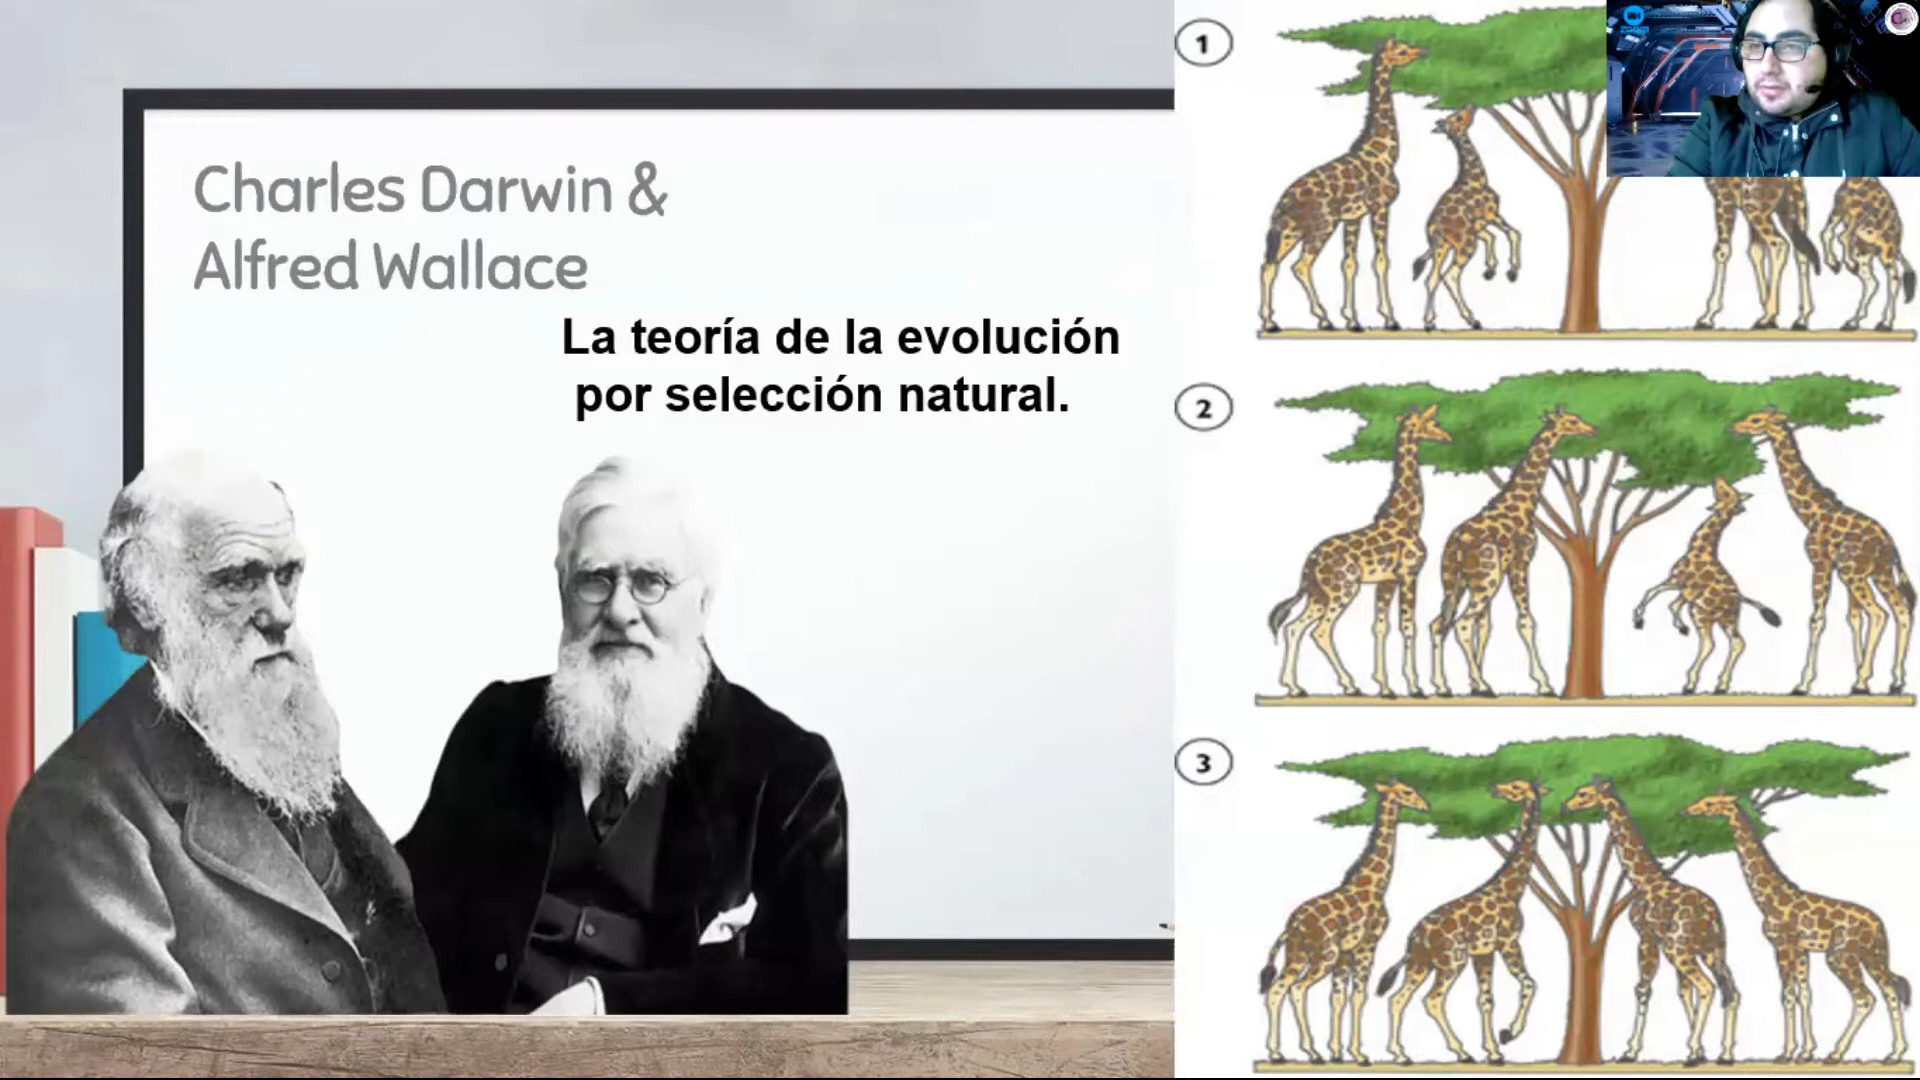 Charles Darwin &
Alfred Wallace
La teoría de la evolución
por selección natural.
1
2
3